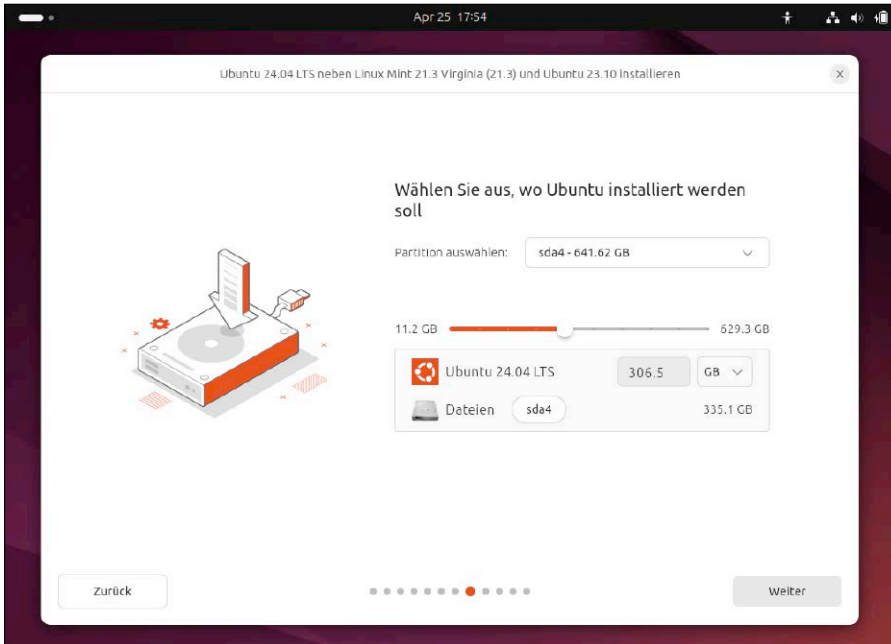 Apr 25 17:54
Ubuntu 24.04 LTS neben Linux Mint 21.3 Virginia (21.3) und Ubuntu 23.10 installieren
Wählen Sie aus, wo Ubuntu installiert werden
soll
Partition auswählen: sda4 - 641.62 GB
11.2 GB 629.3 GB
Ubuntu 24.04 LTS 306.5 GB
Dateien sda4 335.1 GB
Zurück Weiter